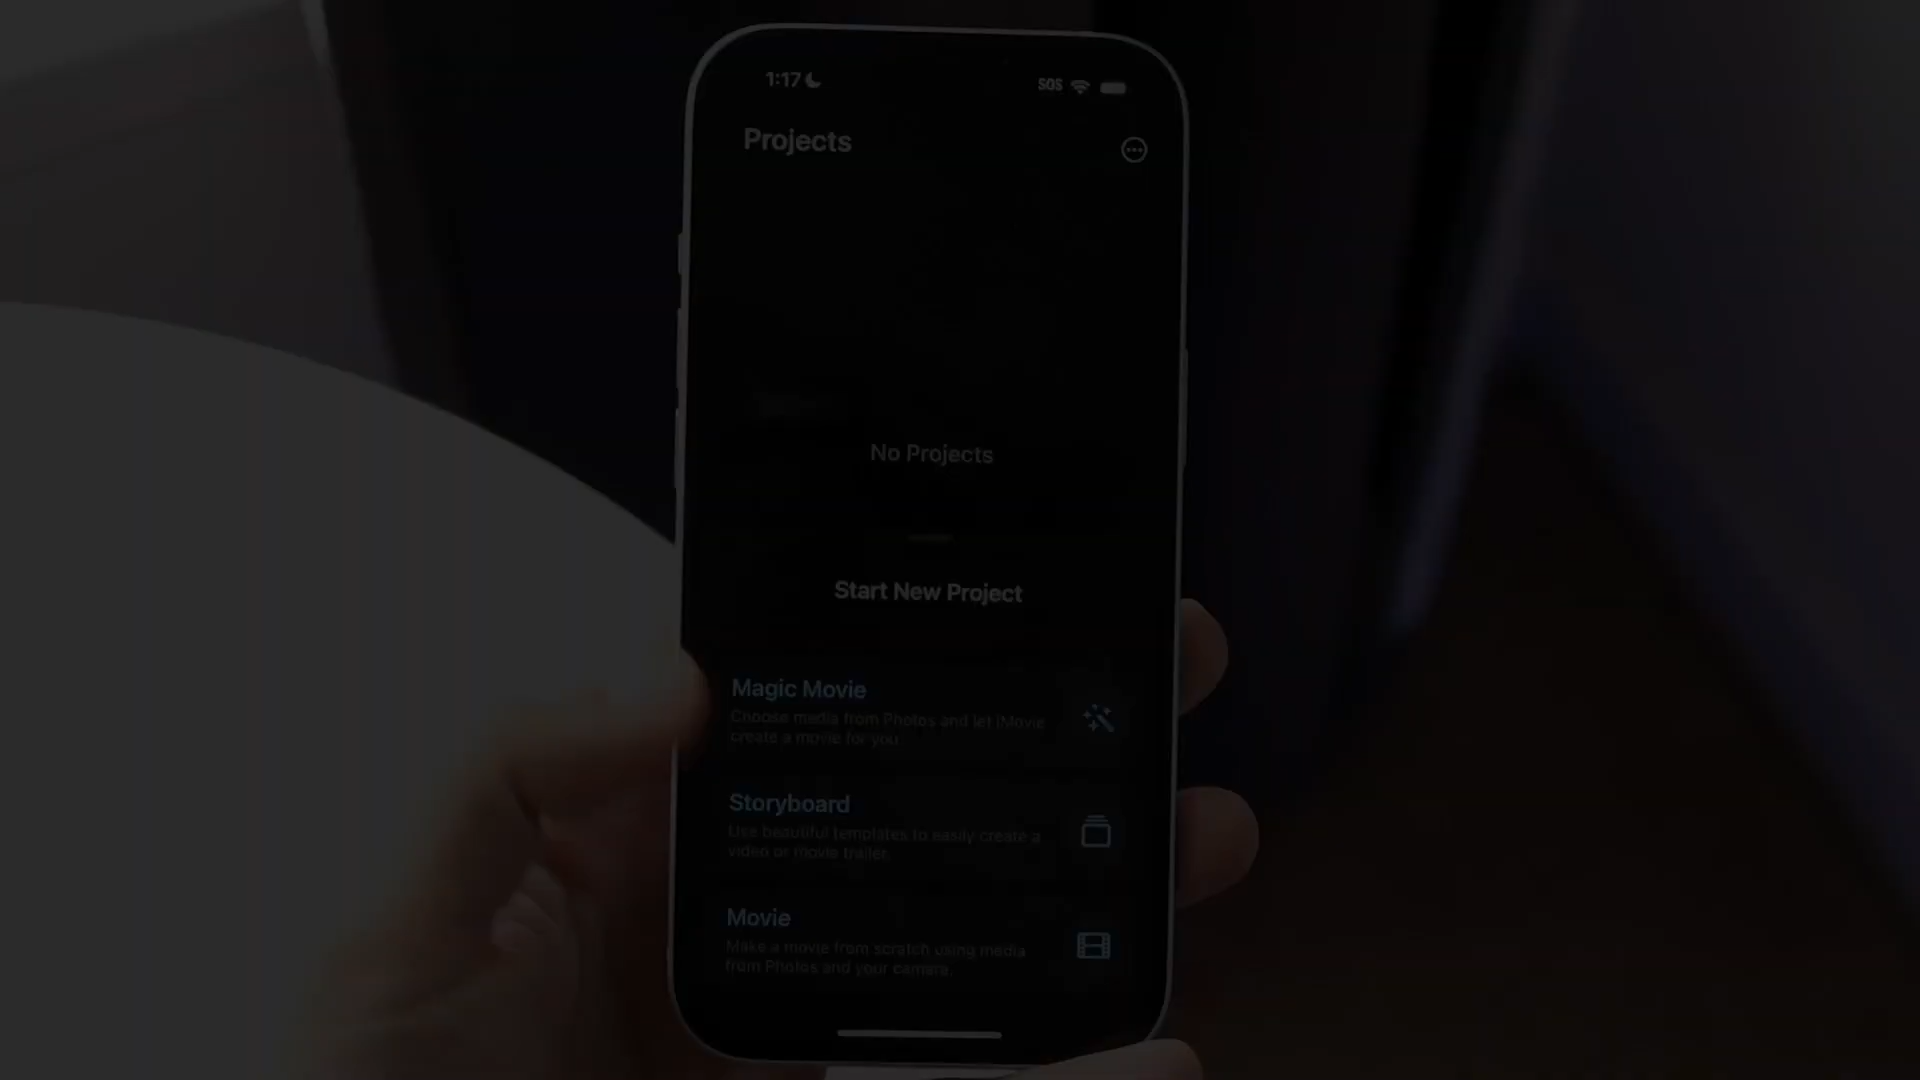 1:17
SOS
Projects
No Projects
Start New Project
Magic Movie
Choose media from Photos and let iMovie
create a movie for you.
Storyboard
Use beautiful templates to easily create a
video or movie trailer.
Movie
Make a movie from scratch using media
from Photos and your camera.